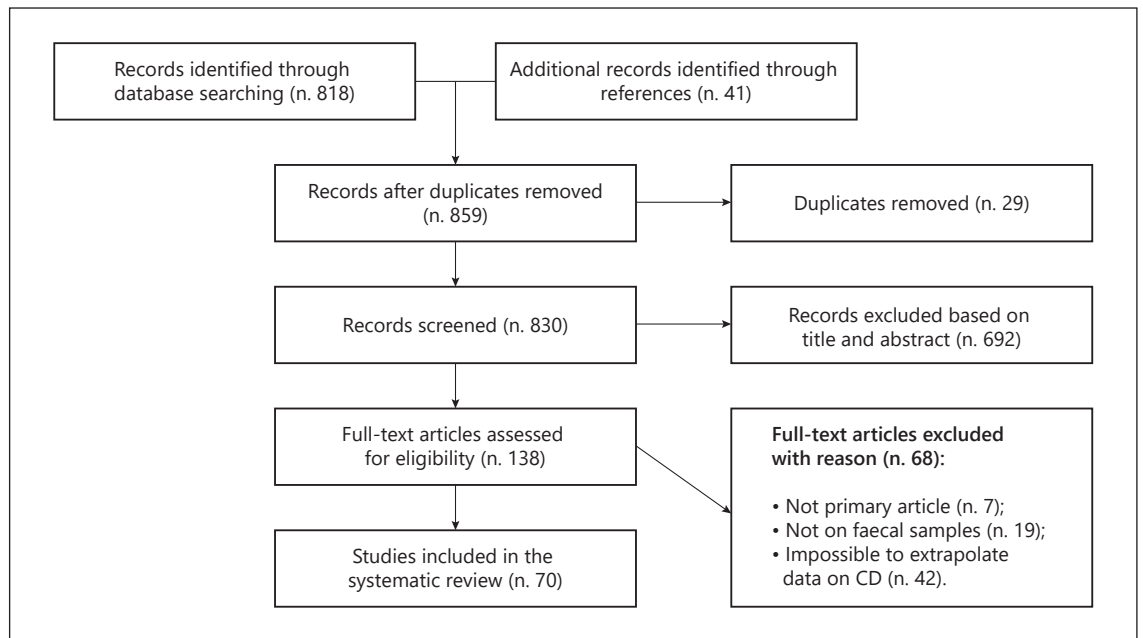 Records identified through
database searching (n. 818)
Additional records identified through
references (n. 41)
Records after duplicates removed
(n. 859)
Duplicates removed (n. 29)
Records screened (n. 830)
Records excluded based on
title and abstract (n. 692)
Full-text articles assessed
for eligibility (n. 138)
Full-text articles excluded
with reason (n. 68):
• Not primary article (n. 7);
• Not on faecal samples (n. 19);
• Impossible to extrapolate
data on CD (n. 42).
Studies included in the
systematic review (n. 70)